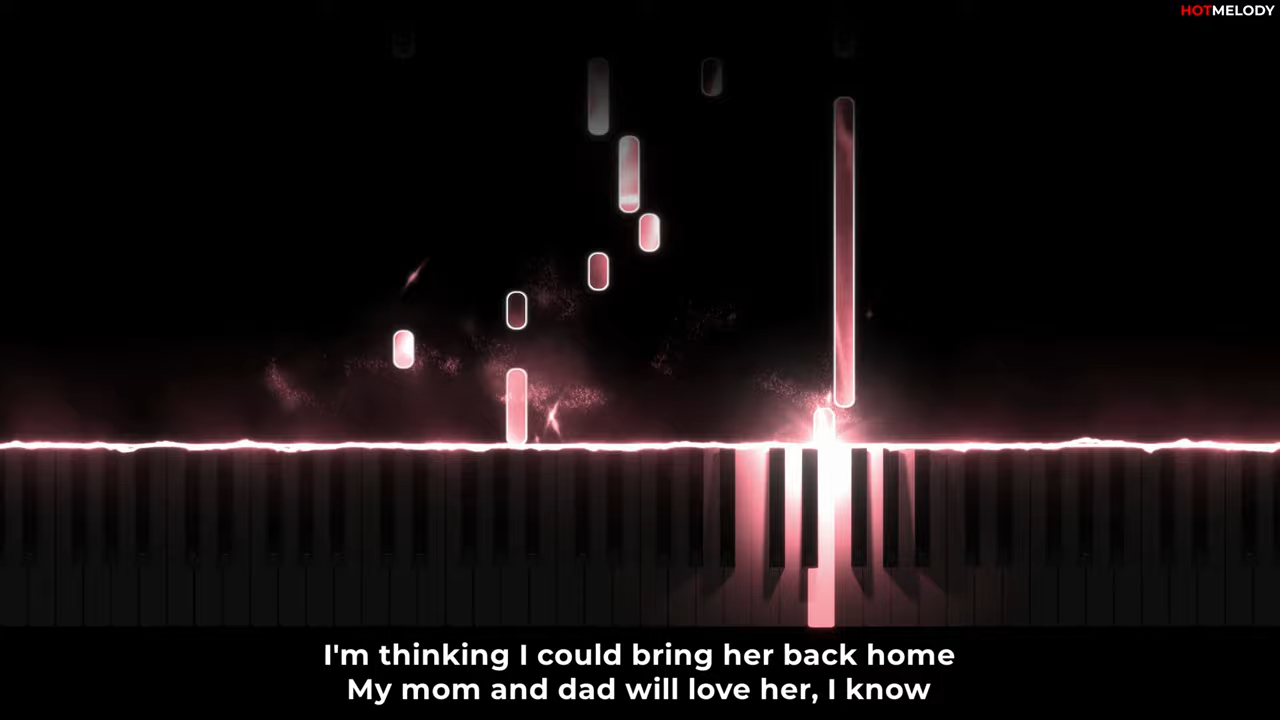 HOTMELODY
I'm thinking I could bring her back home
My mom and dad will love her, I know